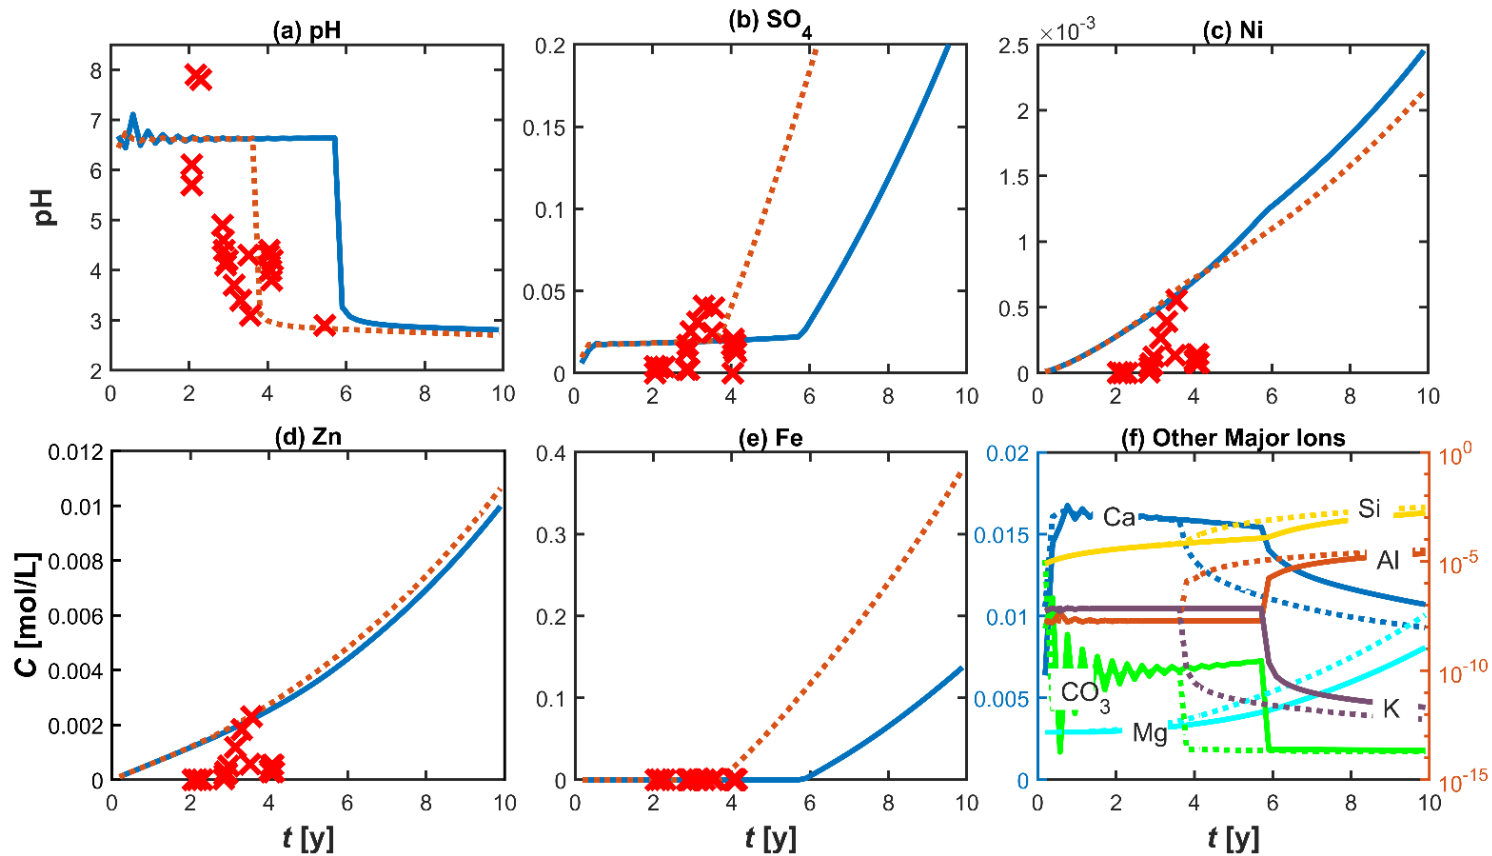 (a) pH
(b) SO4
(c) Ni
×10-3
pH
8
7
6
5
4
3
2
0 2 4 6 8 10
0.2
0.15
0.1
0.05
0
0 2 4 6 8 10
2.5
2
1.5
1
0.5
0
0 2 4 6 8 10
(d) Zn
(e) Fe
(f) Other Major Ions
C [mol/L]
0.012
0.01
0.008
0.006
0.004
0.002
0
0 2 4 6 8 10
t [y]
0.4
0.3
0.2
0.1
0
0 2 4 6 8 10
t [y]
0.02
0.015
0.01
0.005
0
Ca
Si
Al
CO3
K
Mg
100
10-5
10-10
10-15
0 2 4 6 8 10
t [y]